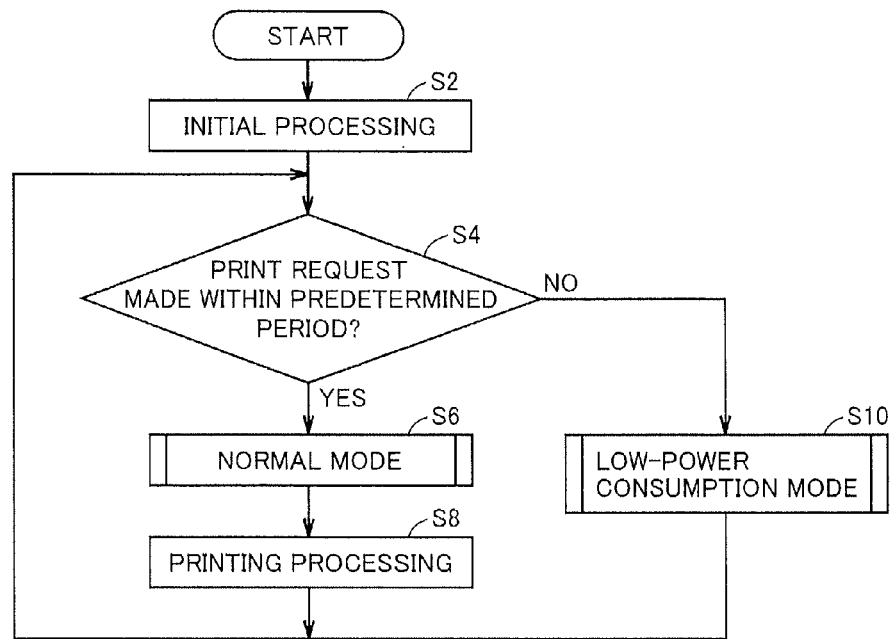 START
S2
INITIAL PROCESSING
S4
PRINT REQUEST
MADE WITHIN PREDETERMINED
PERIOD?
NO
YES
S6
NORMAL MODE
S10
LOW-POWER
CONSUMPTION MODE
S8
PRINTING PROCESSING